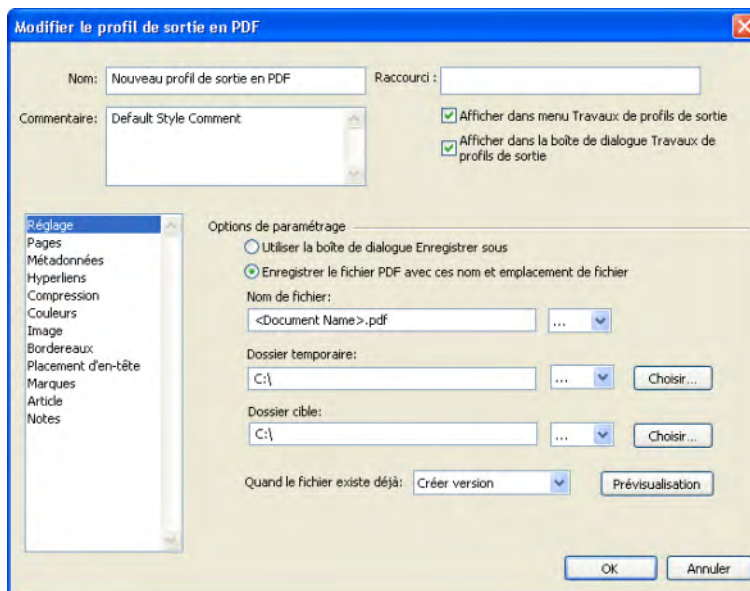 Modifier le profil de sortie en PDF
Nom: Nouveau profil de sortie en PDF Raccourci :
Commentaire: Default Style Comment
Afficher dans menu Travaux de profils de sortie
Afficher dans la boîte de dialogue Travaux de
profils de sortie
Réglage
Pages
Métadonnées
Hyperliens
Compression
Couleurs
Image
Bordereaux
Placement d'en-tête
Marques
Article
Notes
Options de paramétrage
Utiliser la boîte de dialogue Enregistrer sous
Enregistrer le fichier PDF avec ces nom et emplacement de fichier
Nom de fichier:
<Document Name>.pdf ...
Dossier temporaire:
C:\ ... Choisir...
Dossier cible:
C:\ ... Choisir...
Quand le fichier existe déjà: Créer version Prévisualisation
OK Annuler